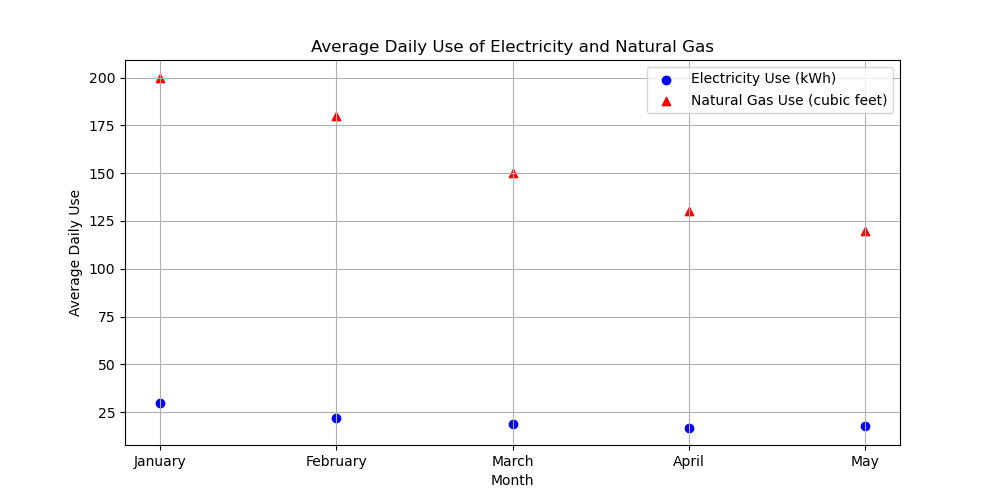 Average Daily Use of Electricity and Natural Gas
Electricity Use (kWh)
Natural Gas Use (cubic feet)
Average Daily Use
200
175
150
125
100
75
50
25
January February March April May
Month